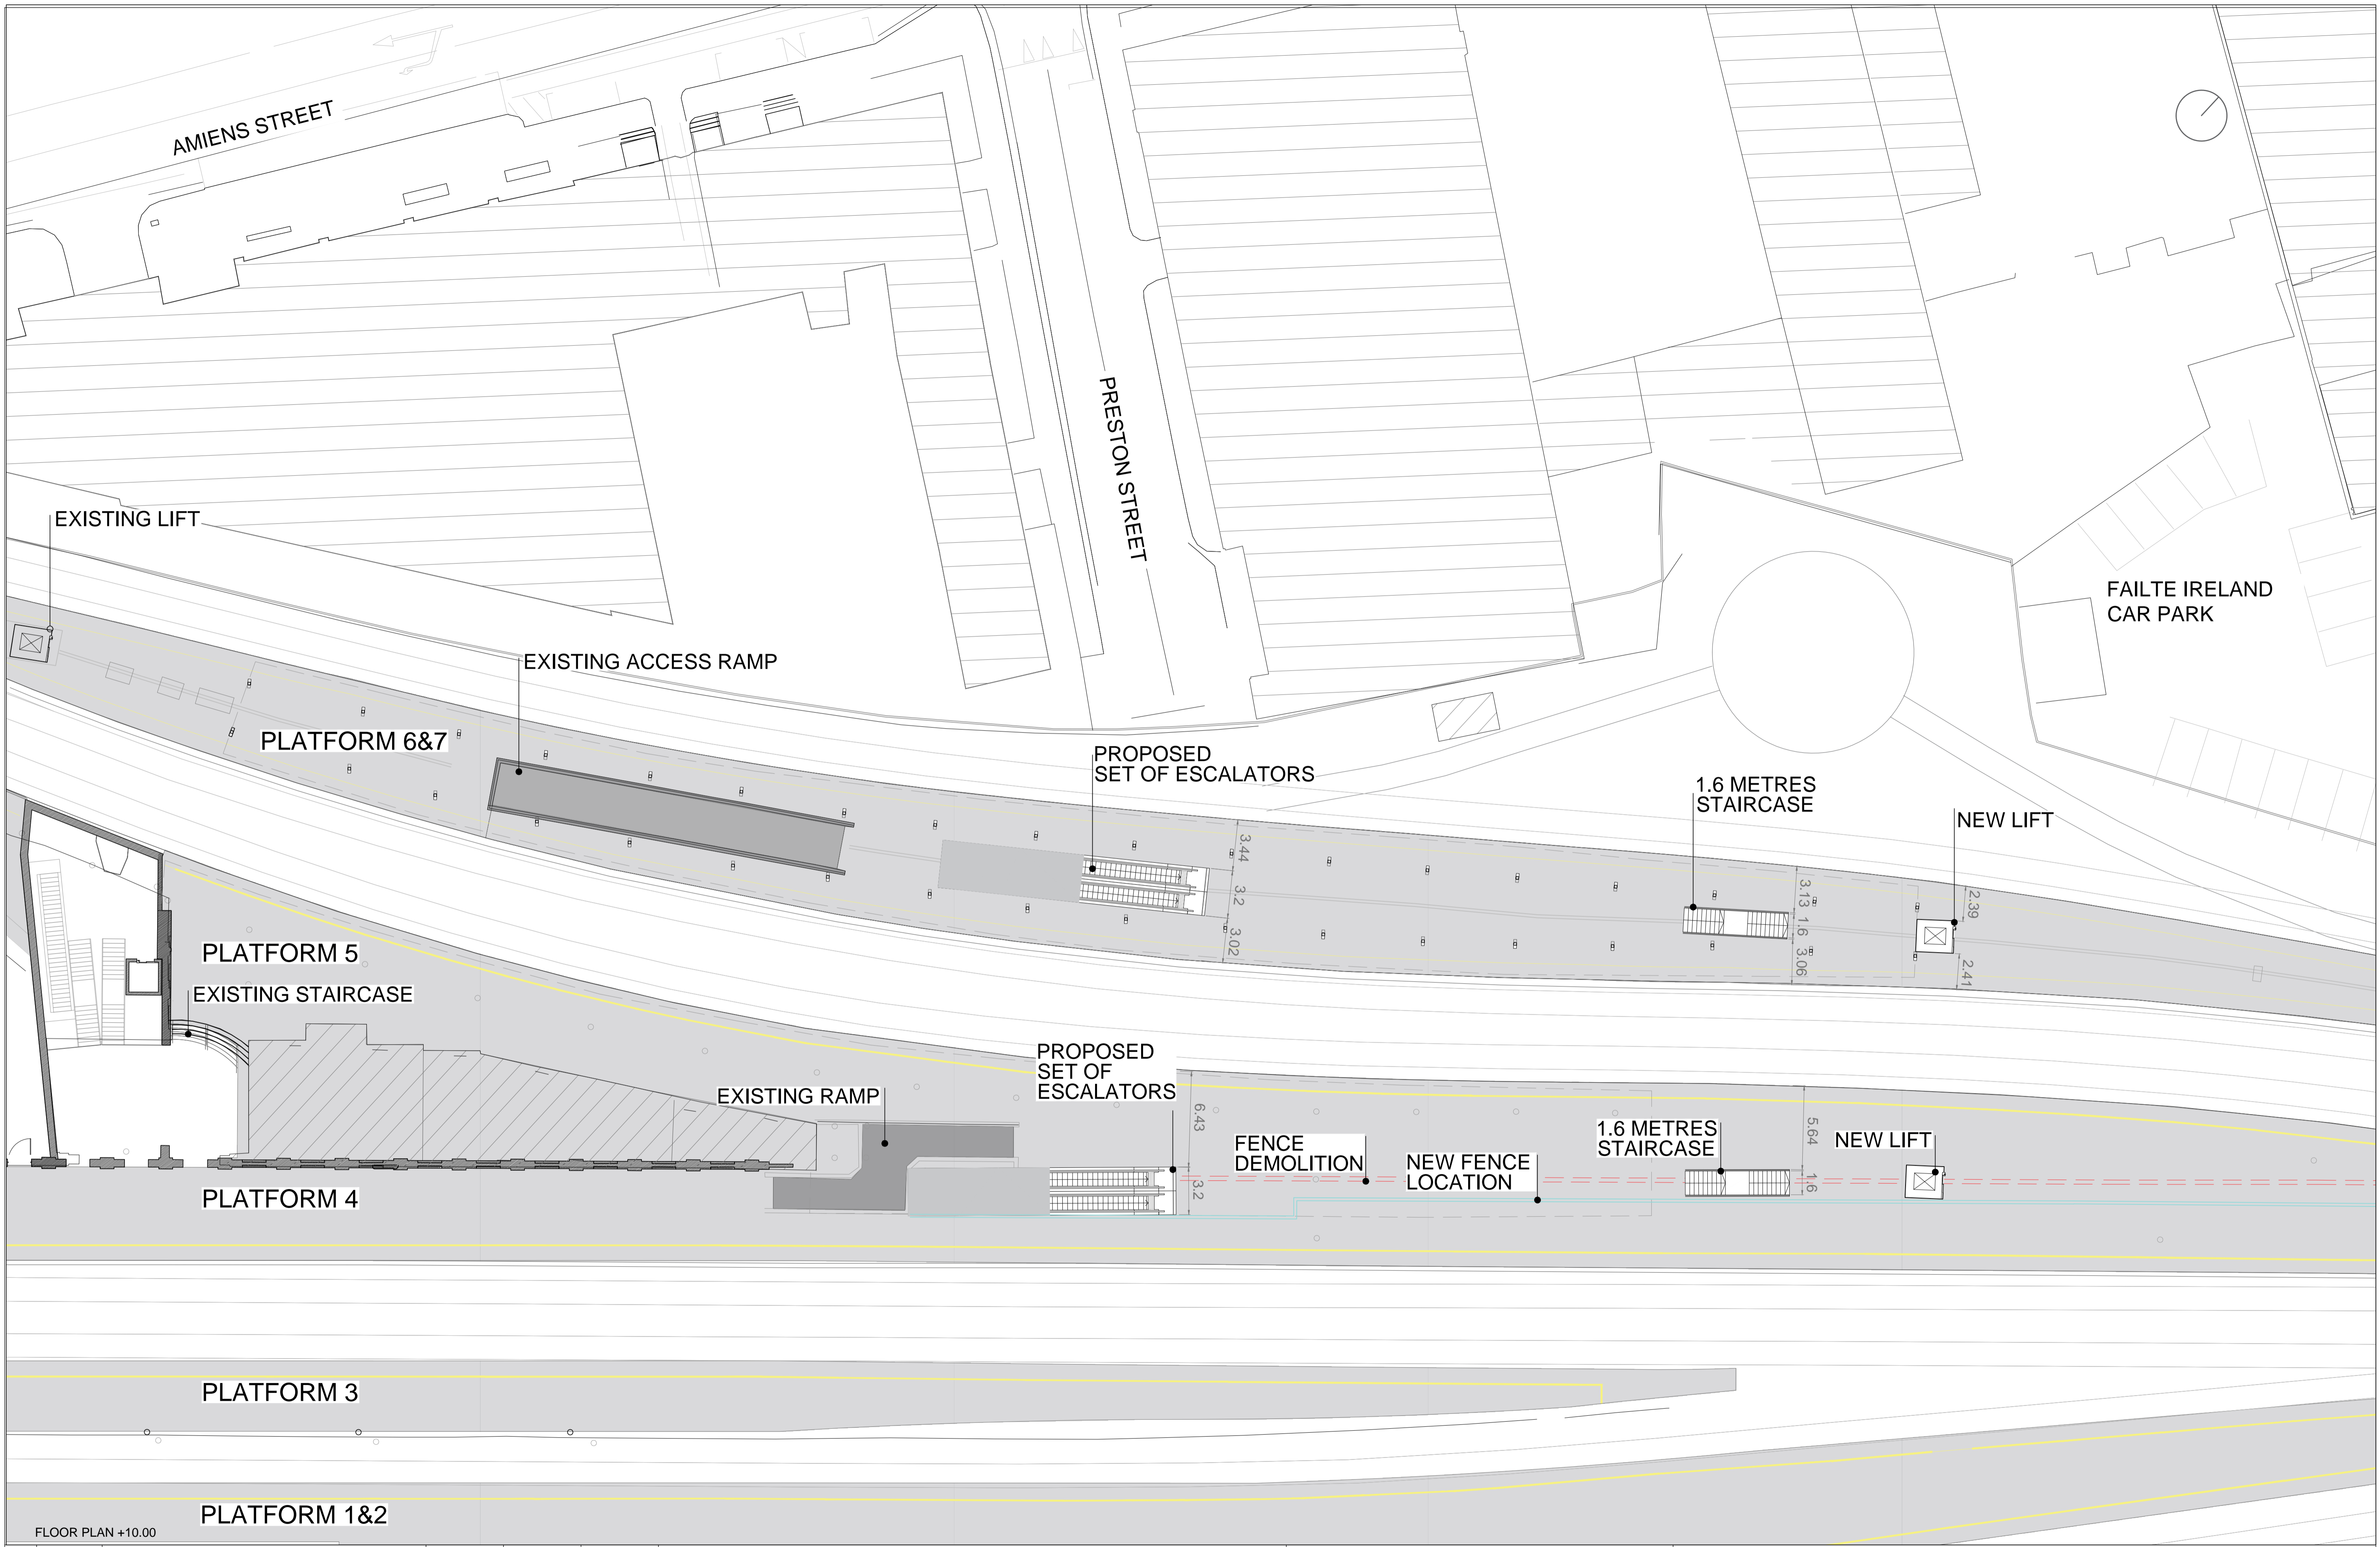 AMIENS STREET
PRESTON STREET
EXISTING LIFT
FAILTE IRELAND
CAR PARK
EXISTING ACCESS RAMP
PLATFORM 6&7
PROPOSED
SET OF ESCALATORS
1.6 METRES
STAIRCASE
NEW LIFT
3.44
3.2
3.02
3.13
1.6
3.06
2.39
2.41
PLATFORM 5
EXISTING STAIRCASE
PROPOSED
SET OF
ESCALATORS
EXISTING RAMP
6.43
3.2
FENCE
DEMOLITION
NEW FENCE
LOCATION
1.6 METRES
STAIRCASE
5.64
1.6
NEW LIFT
PLATFORM 4
PLATFORM 3
PLATFORM 1&2
FLOOR PLAN +10.00